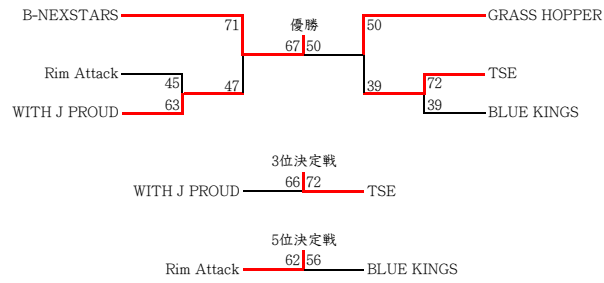 B-NEXSTARS
71
優勝
50
GRASS HOPPER
67 50
Rim Attack
45
47
39
72
TSE
WITH J PROUD
63
39
BLUE KINGS
3位決定戦
WITH J PROUD
66 72
TSE
5位決定戦
Rim Attack
62 56
BLUE KINGS